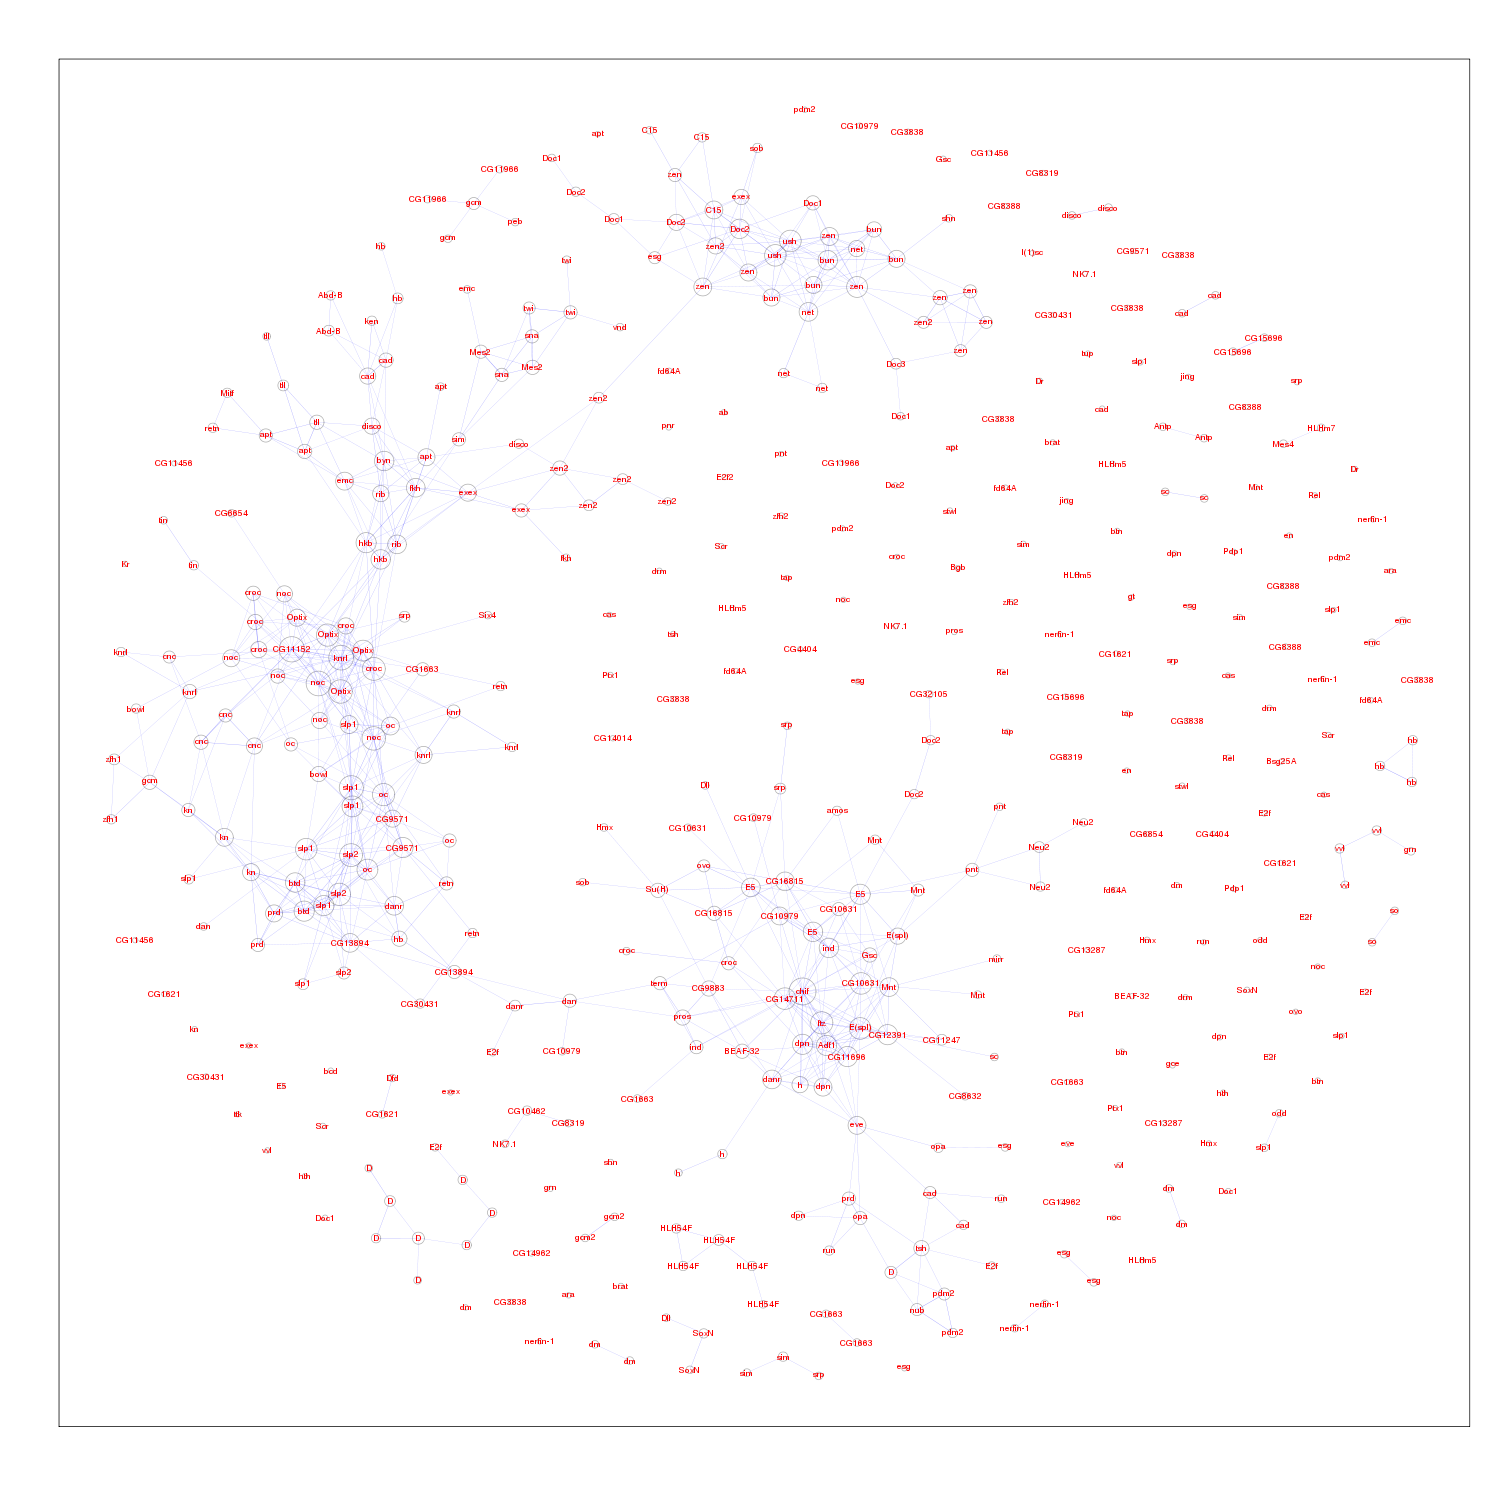 pdm2
CG10979
CG3838
apt
C15
C15
sob
Gsc
CG11456
CG8319
Doc1
CG11966
zen
Doc2
exex
CG11966
gcm
peb
C15
Doc1
CG8388
disco
disco
Doc1
Doc2
Doc2
ush
zen
bun
shn
gcm
hb
zen2
net
l(1)sc
CG9571
CG3838
esg
ush
bun
bun
twi
zen
NK7.1
emc
zen
bun
zen
zen
zen
Abd-B
hb
bun
cad
twi
twi
net
CG30431
CG3838
cad
ken
zen2
zen
Abd-B
vnd
tll
sna
CG15696
Mes2
zen
CG15696
tup
cad
Doc3
slp1
cad
sna
Mes2
fd64A
net
jing
Dr
srp
tll
apt
net
Mitf
zen2
ab
cad
CG8388
Doc1
CG3838
tll
disco
pnr
Antp
HLHm7
retn
apt
sim
disco
Antp
Mes4
apt
pnt
apt
brat
byn
apt
CG11456
CG11966
HLHm5
zen2
Dr
emc
E2f2
zen2
fkh
Doc2
fd64A
Mnt
rib
exex
sc
sc
Rel
zen2
zen2
jing
CG6654
exex
stwl
tin
zfh2
nerfin-1
pdm2
btn
en
hkb
rib
Scr
sim
Pdp1
dpn
hkb
fkh
croc
pdm2
Kr
tin
drm
Bgb
ara
tap
HLHm5
CG8388
croc
noc
noc
gt
zfh2
HLHm5
esg
slp1
Optix
srp
Six4
cas
sim
croc
croc
NK7.1
pros
emc
Optix
tsh
nerfin-1
emc
CG14152
Optix
CG4404
CG8388
knrl
cnc
noc
croc
knrl
CG1621
srp
croc
CG1663
fd64A
Rel
noc
Ptx1
cas
nerfin-1
CG3838
esg
noc
retn
knrl
Optix
CG3838
CG32105
CG15696
fd64A
bowl
cnc
knrl
drm
tap
noc
slp1
oc
srp
CG3838
tap
Scr
noc
CG14014
Doc2
cnc
cnc
oc
knrl
hb
knrl
zfh1
CG8319
Rel
Bsg25A
hb
bowl
en
gcm
Dll
srp
slp1
stwl
hb
oc
Doc2
cas
slp1
pnt
kn
amos
E2f
zfh1
CG9571
CG10979
Neu2
Hmx
CG10631
kn
CG6854
CG4404
vvl
oc
Mnt
Neu2
slp1
CG9571
vvl
grn
slp2
CG1621
ovo
oc
pnt
kn
slp1
btd
retn
sob
CG16815
Neu2
vvl
E5
dm
Pdp1
Su(H)
Mnt
fd64A
slp2
E5
danr
slp1
CG10631
prd
btd
CG16815
CG10979
so
E2f
dan
E5
retn
E(spl)
hb
CG11456
Hmx
run
odd
so
prd
CG13894
ind
croc
CG13287
Gsc
mirr
croc
noc
slp2
CG13894
slp1
term
CG10631
CG9883
Mnt
CG1621
chif
Mnt
BEAF-32
drm
SoxN
E2f
CG14711
dan
CG30431
danr
ovo
Ptx1
pros
ftz
kn
E(spl)
CG12391
slp1
dpn
CG11247
exex
dpn
Adf1
ind
E2f
CG10979
BEAF-32
btn
CG11696
sc
E2f
gce
bcd
CG30431
Dfd
danr
CG1663
btn
E5
h
dpn
exex
hth
CG1663
CG8632
Ptx1
ttk
CG1621
CG10462
odd
CG8319
CG13287
Scr
eve
NK7.1
eve
Hmx
E2f
opa
esg
slp1
vvl
h
shn
vvl
D
h
hth
D
grn
cad
dm
Doc1
D
prd
run
CG14962
D
Doc1
gcm2
dpn
opa
noc
HLH54F
cad
dm
D
D
D
gcm2
HLH54F
run
tsh
CG14962
esg
HLHm5
HLH54F
HLH54F
E2f
D
D
esg
brat
ara
pdm2
CG3838
dm
HLH54F
nub
nerfin-1
Dll
CG1663
nerfin-1
SoxN
pdm2
nerfin-1
dm
CG1663
dm
sim
SoxN
sim
srp
esg